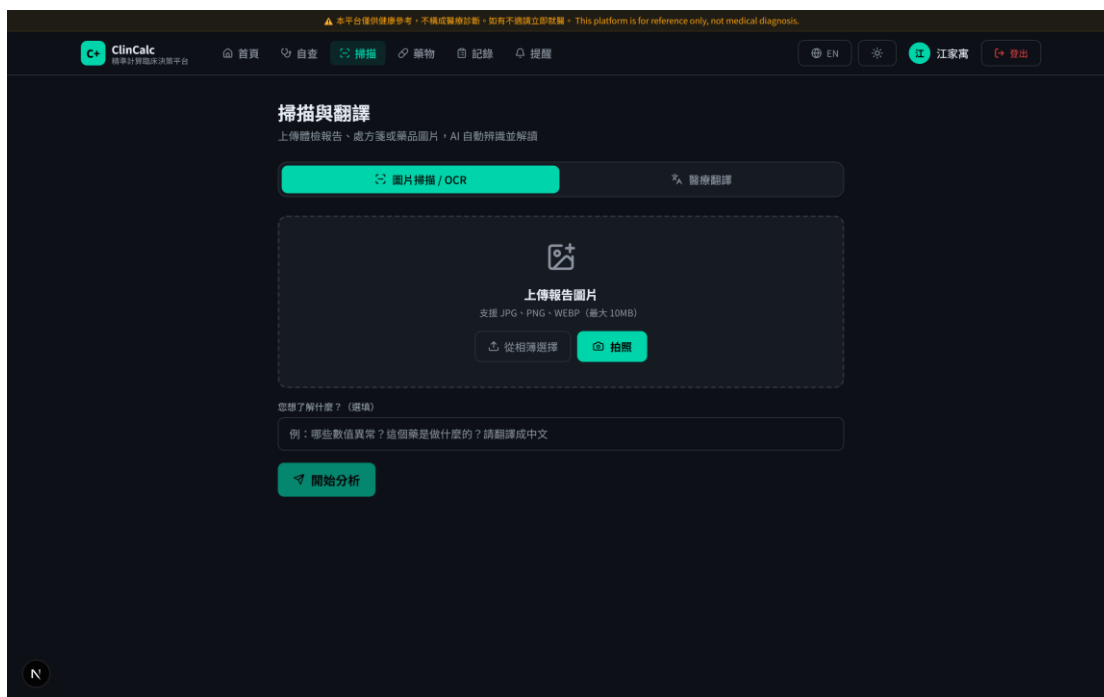 本平台僅供健康參考，不構成醫療診斷。如有不適請立即就醫。 This platform is for reference only, not medical diagnosis.
C+ ClinCalc
精準計算臨床決策平台
首頁 自查 掃描 藥物 記錄 提醒 EN 江 江家寓 登出
掃描與翻譯
上傳體檢報告、處方箋或藥品圖片，AI 自動辨識並解讀
圖片掃描 / OCR 醫療翻譯
上傳報告圖片
支援 JPG、PNG、WEBP（最大 10MB）
從相簿選擇 拍照
您想了解什麼？（選填）
例：哪些數值異常？這個藥是做什麼的？請翻譯成中文
開始分析
N